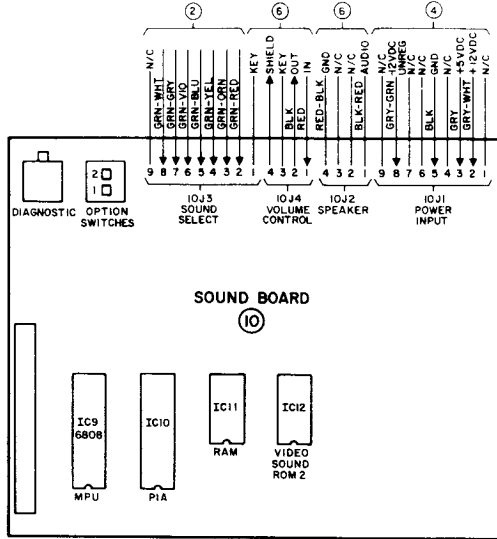 2
6
6
4
N/C
GRN-WHT
GRN-GRY
GRN-VIO
GRN-BLU
GRN-YEL
GRN-ORN
GRN-RED
KEY
SHIELD
KEY
BLK OUT
RED IN
RED-BLK GND
N/C
N/C
BLK-RED AUDIO
N/C
GRY-GRN -12VDC
UNREG
N/C
N/C
BLK GND
N/C
GRY +5VDC
GRY-WHT +12VDC
N/C
9 8 7 6 5 4 3 2 1
4 3 2 1
4 3 2 1
9 8 7 6 5 4 3 2 1
2
1
DIAGNOSTIC
OPTION
SWITCHES
10J3
SOUND
SELECT
10J4
VOLUME
CONTROL
10J2
SPEAKER
10J1
POWER
INPUT
SOUND BOARD
10
IC9
6808
MPU
IC10
PIA
IC11
RAM
IC12
VIDEO
SOUND
ROM 2